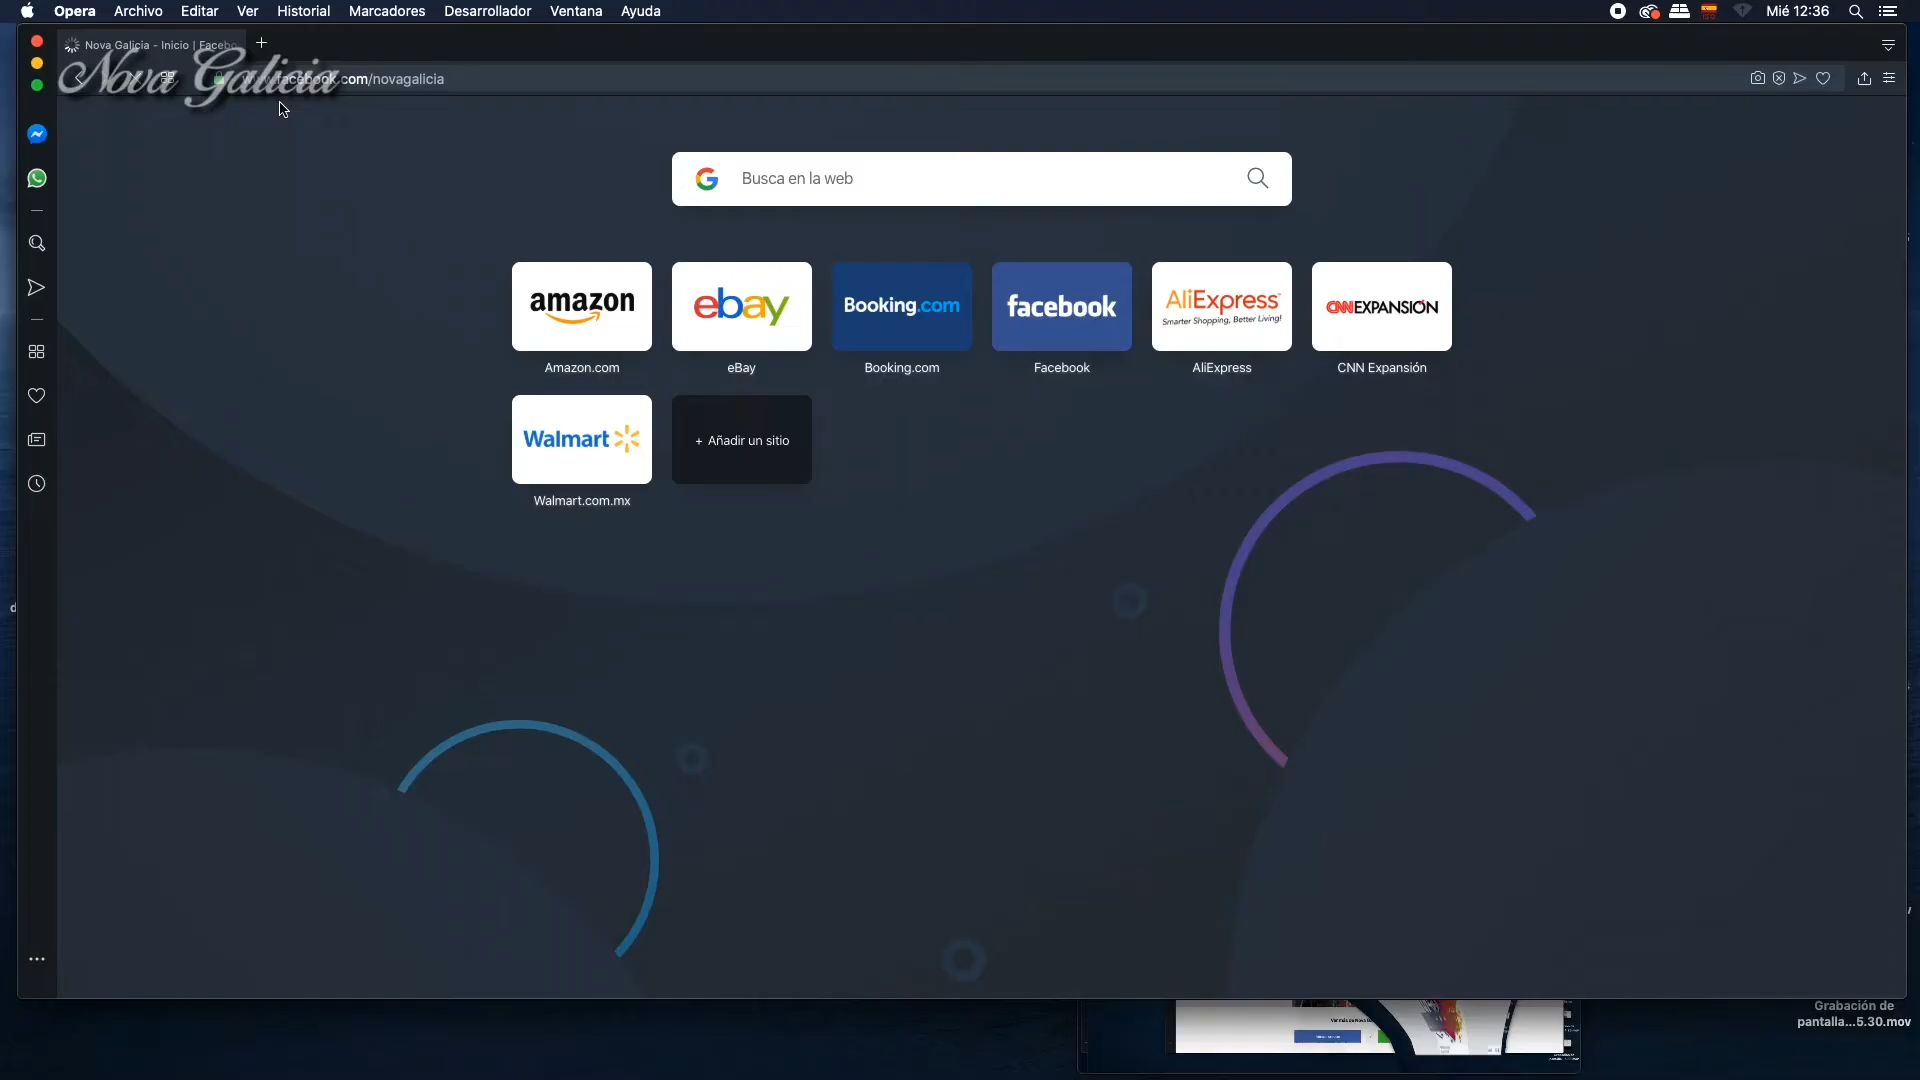 Opera Archivo Editar Ver Historial Marcadores Desarrollador Ventana Ayuda
Mié 12:36
Nova Galicia - Inicio | Facebo
Nova Galicia
www.facebook.com/novagalicia
Busca en la web
amazon
ebay
Booking.com
facebook
AliExpress
Smarter Shopping, Better Living!
CNNEXPANSIÓN
Amazon.com
eBay
Booking.com
Facebook
AliExpress
CNN Expansión
Walmart
+ Añadir un sitio
Walmart.com.mx
Grabación de
pantalla...5.30.mov